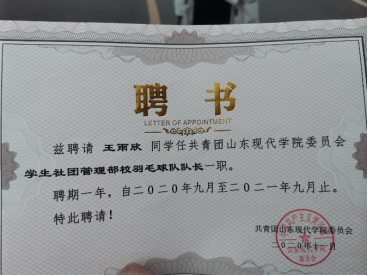 聘 书
LETTER OF APPOINTMENT
兹聘请 王雨欣 同学任共青团山东现代学院委员会
学生社团管理部校羽毛球队队长一职。
聘期一年，自二〇二〇年九月至二〇二一年九月止。
特此聘请！
共青团山东现代学院委员会